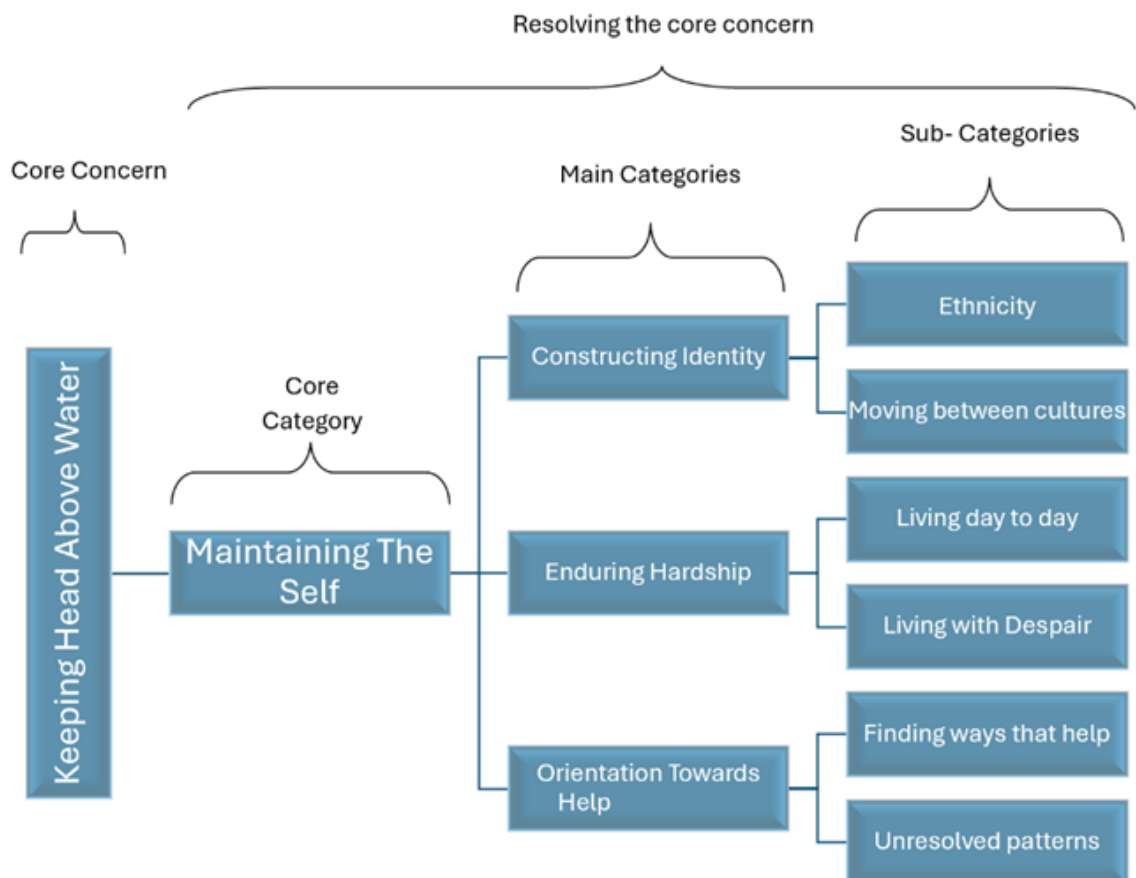 Resolving the core concern
Sub- Categories
Core Concern
Main Categories
Core
Category
Keeping Head Above Water
Maintaining The
Self
Constructing Identity
Enduring Hardship
Orientation Towards
Help
Ethnicity
Moving between cultures
Living day to day
Living with Despair
Finding ways that help
Unresolved patterns